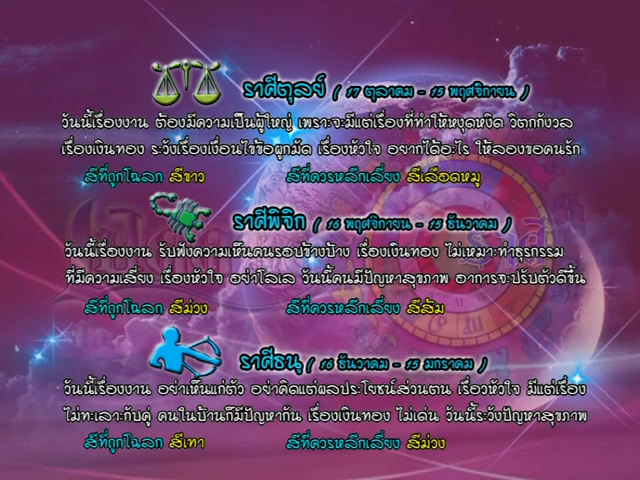 ราศีตุลย์ ( 17 ตุลาคม - 15 พฤศจิกายน )
วันนี้เรื่องงาน ต้องมีความเป็นผู้ใหญ่ เพราะจะมีแต่เรื่องที่ทำให้หงุดหงิด วิตกกังวล
เรื่องเงินทอง ระวังเรื่องเงื่อนไขข้อผูกมัด เรื่องหัวใจ อยากได้อะไร ให้ลองขอคนรัก
สีที่ถูกโฉลก สีขาว สีที่ควรหลีกเลี่ยง สีเลือดหมู
ราศีพิจิก ( 16 พฤศจิกายน - 15 ธันวาคม )
วันนี้เรื่องงาน รับฟังความเห็นคนรอบข้างบ้าง เรื่องเงินทอง ไม่เหมาะทำธุรกรรม
ที่มีความเสี่ยง เรื่องหัวใจ อย่าโลเล วันนี้คนมีปัญหาสุขภาพ อาการจะปรับตัวดีขึ้น
สีที่ถูกโฉลก สีม่วง สีที่ควรหลีกเลี่ยง สีส้ม
ราศีธนู ( 16 ธันวาคม - 15 มกราคม )
วันนี้เรื่องงาน อย่าเห็นแก่ตัว อย่าคิดแต่ผลประโยชน์ส่วนตน เรื่องหัวใจ มีแต่เรื่อง
ไม่ทะเลาะกับคู่ คนในบ้านก็มีปัญหากัน เรื่องเงินทอง ไม่เด่น วันนี้ระวังปัญหาสุขภาพ
สีที่ถูกโฉลก สีเทา สีที่ควรหลีกเลี่ยง สีม่วง